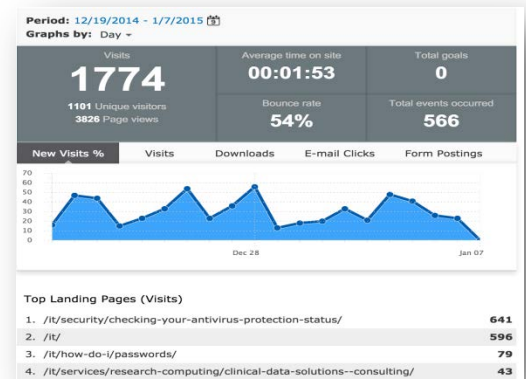 Period: 12/19/2014 - 1/7/2015
Graphs by: Day
Visits
1774
1101 Unique visitors
3826 Page views
Average time on site
00:01:53
Total goals
0
Bounce rate
54%
Total events occurred
566
New Visits %
Visits
Downloads
E-mail Clicks
Form Postings
70
60
50
40
30
20
10
0
Dec 28
Jan 07
Top Landing Pages (Visits)
1. /it/security/checking-your-antivirus-protection-status/ 641
2. /it/ 596
3. /it/how-do-i/passwords/ 79
4. /it/services/research-computing/clinical-data-solutions--consulting/ 43